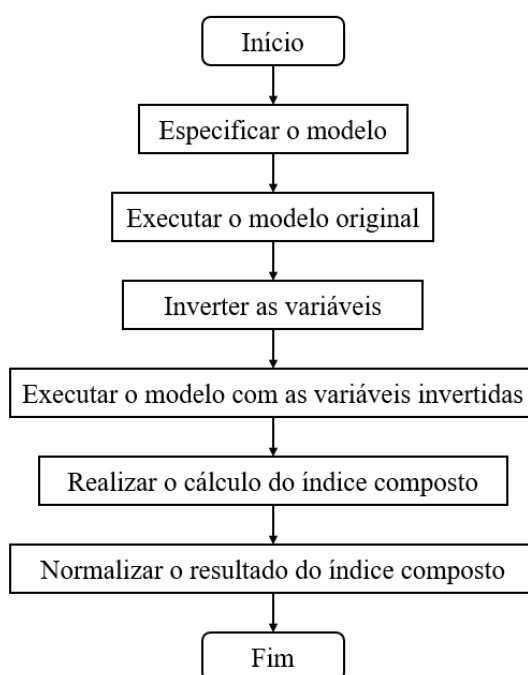 Início
Especificar o modelo
Executar o modelo original
Inverter as variáveis
Executar o modelo com as variáveis invertidas
Realizar o cálculo do índice composto
Normalizar o resultado do índice composto
Fim